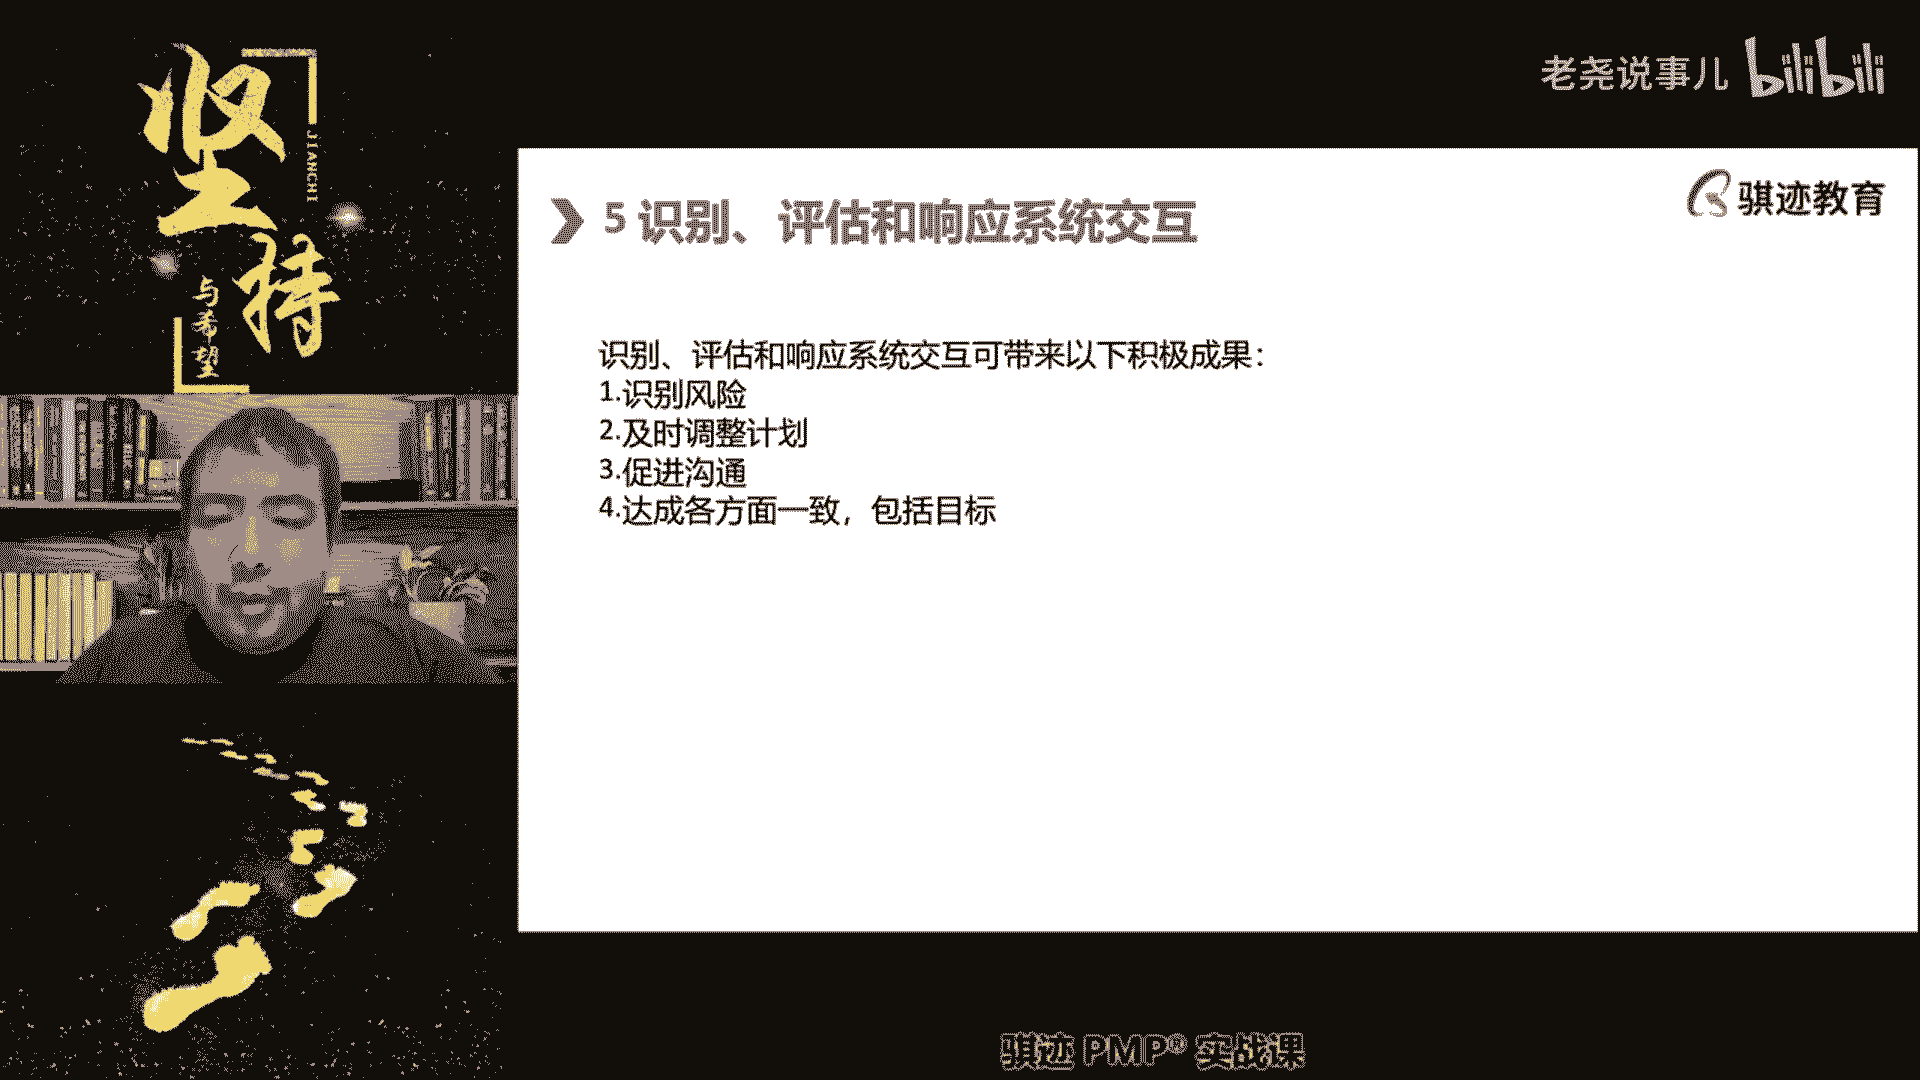 坚持
JIANCHI
与希望
老尧说事儿 bilibili
骐迹教育
5 识别、评估和响应系统交互
识别、评估和响应系统交互可带来以下积极成果：
1.识别风险
2.及时调整计划
3.促进沟通
4.达成各方面一致，包括目标
骐迹 PMP® 实战课